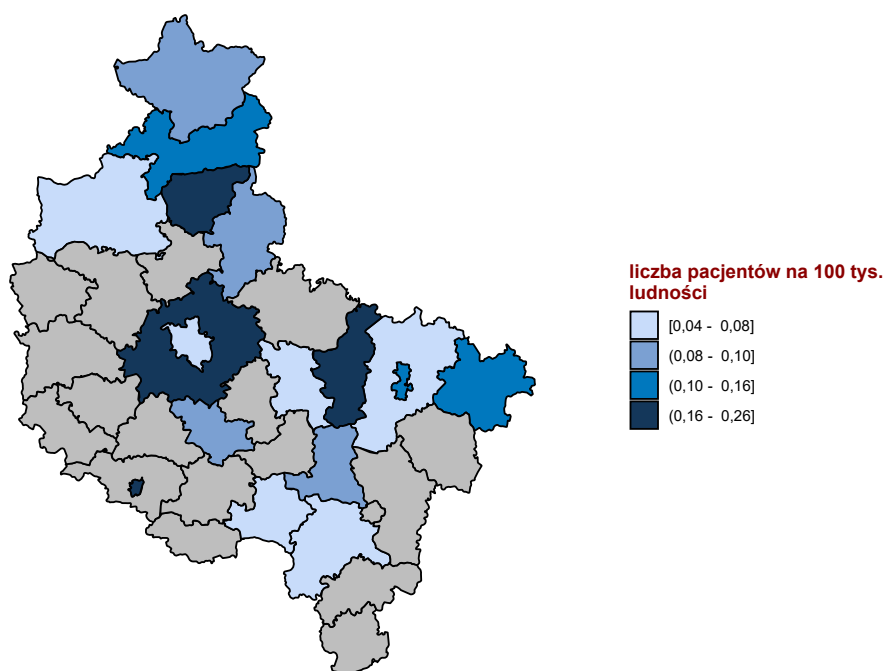 liczba pacjentów na 100 tys.
ludności
[0,04 - 0,08]
(0,08 - 0,10]
(0,10 - 0,16]
(0,16 - 0,26]